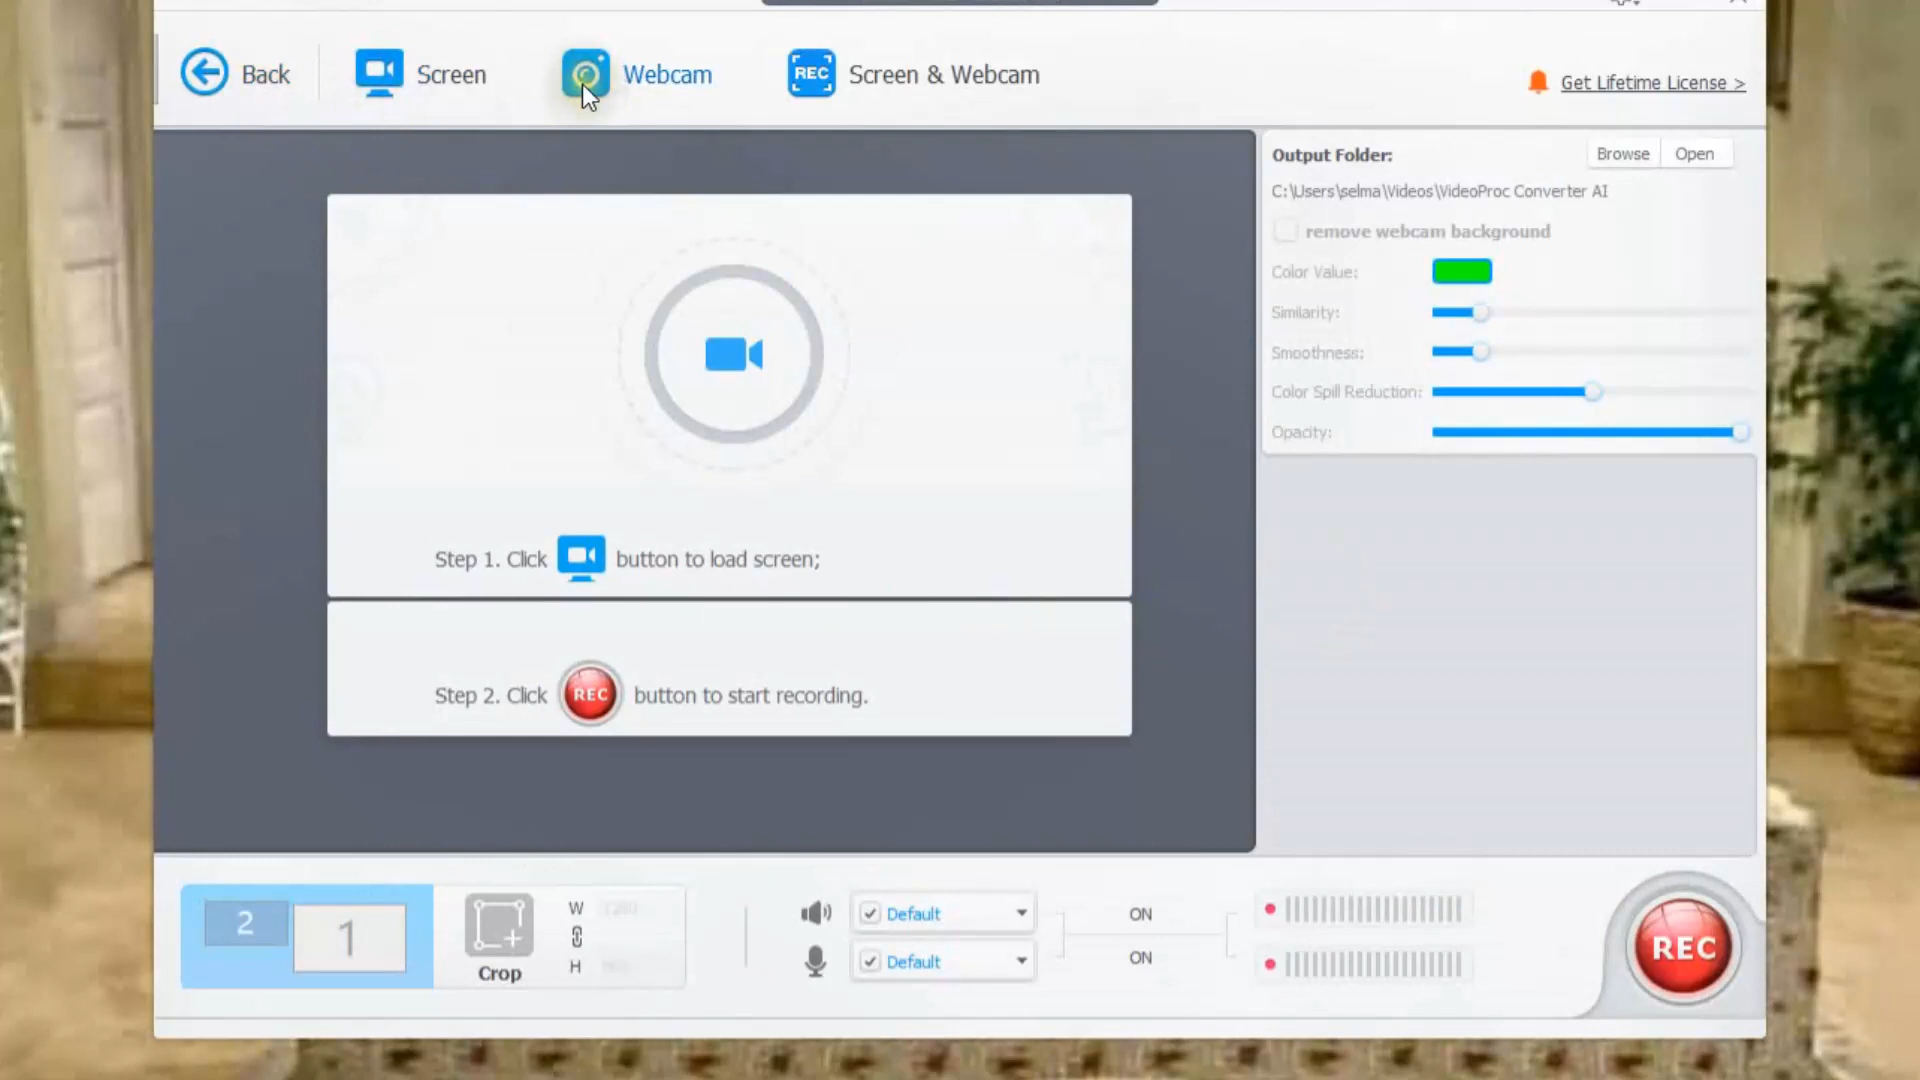 Back
Screen
Webcam
REC
Screen & Webcam
Get Lifetime License >
Output Folder:
Browse
Open
C:\Users\selma\Videos\VideoProc Converter AI
remove webcam background
Color Value:
Similarity:
Smoothness:
Color Spill Reduction:
Opacity:
Step 1. Click button to load screen;
Step 2. Click REC button to start recording.
2
1
Crop
W
H
Default
ON
Default
ON
REC